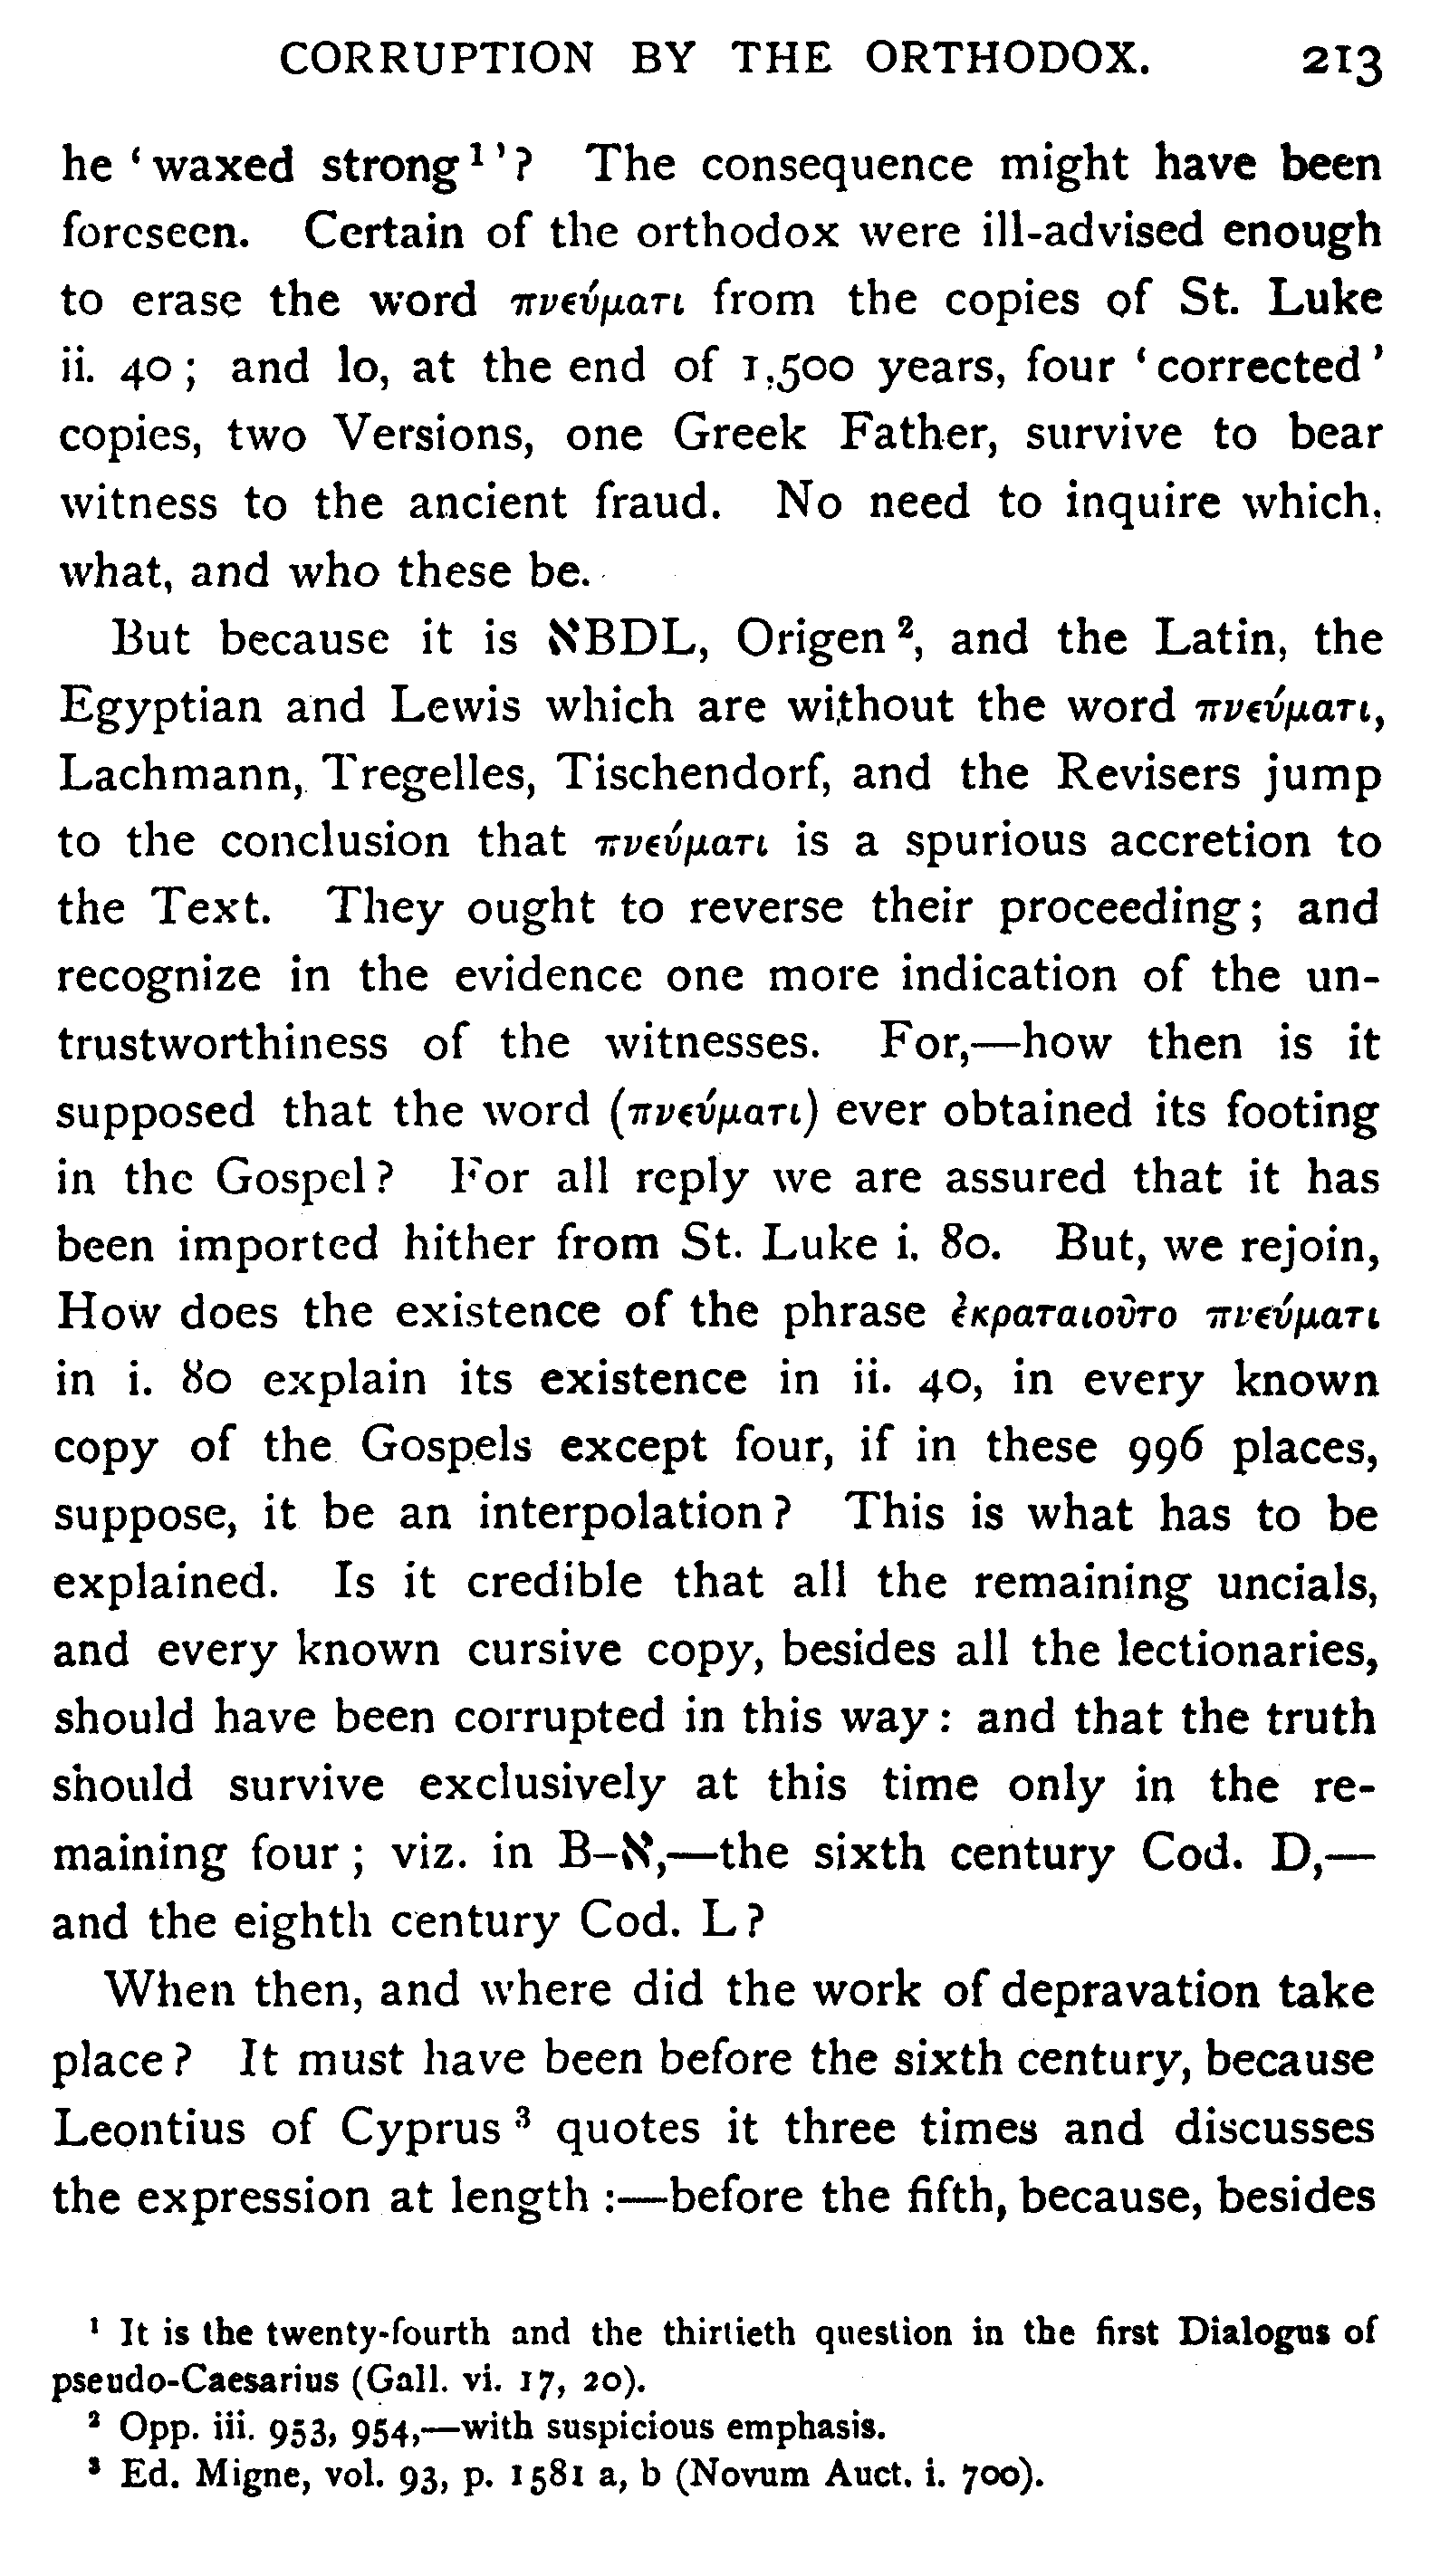 CORRUPTION BY THE ORTHODOX. 213
he ‘waxed strong¹’? The consequence might have been
foreseen. Certain of the orthodox were ill-advised enough
to erase the word πνεύματι from the copies of St. Luke
ii. 40; and lo, at the end of 1,500 years, four ‘corrected’
copies, two Versions, one Greek Father, survive to bear
witness to the ancient fraud. No need to inquire which,
what, and who these be.
But because it is אBDL, Origen², and the Latin, the
Egyptian and Lewis which are without the word πνεύματι,
Lachmann, Tregelles, Tischendorf, and the Revisers jump
to the conclusion that πνεύματι is a spurious accretion to
the Text. They ought to reverse their proceeding; and
recognize in the evidence one more indication of the un-
trustworthiness of the witnesses. For,—how then is it
supposed that the word (πνεύματι) ever obtained its footing
in the Gospel? For all reply we are assured that it has
been imported hither from St. Luke i. 80. But, we rejoin,
How does the existence of the phrase ἐκραταιοῦτο πνεύματι
in i. 80 explain its existence in ii. 40, in every known
copy of the Gospels except four, if in these 996 places,
suppose, it be an interpolation? This is what has to be
explained. Is it credible that all the remaining uncials,
and every known cursive copy, besides all the lectionaries,
should have been corrupted in this way: and that the truth
should survive exclusively at this time only in the re-
maining four; viz. in B–א,—the sixth century Cod. D,—
and the eighth century Cod. L?
When then, and where did the work of depravation take
place? It must have been before the sixth century, because
Leontius of Cyprus³ quotes it three times and discusses
the expression at length:—before the fifth, because, besides
¹ It is the twenty-fourth and the thirtieth question in the first Dialogus of
pseudo-Caesarius (Gall. vi. 17, 20).
² Opp. iii. 953, 954,—with suspicious emphasis.
³ Ed. Migne, vol. 93, p. 1581 a, b (Novum Auct. i. 700).